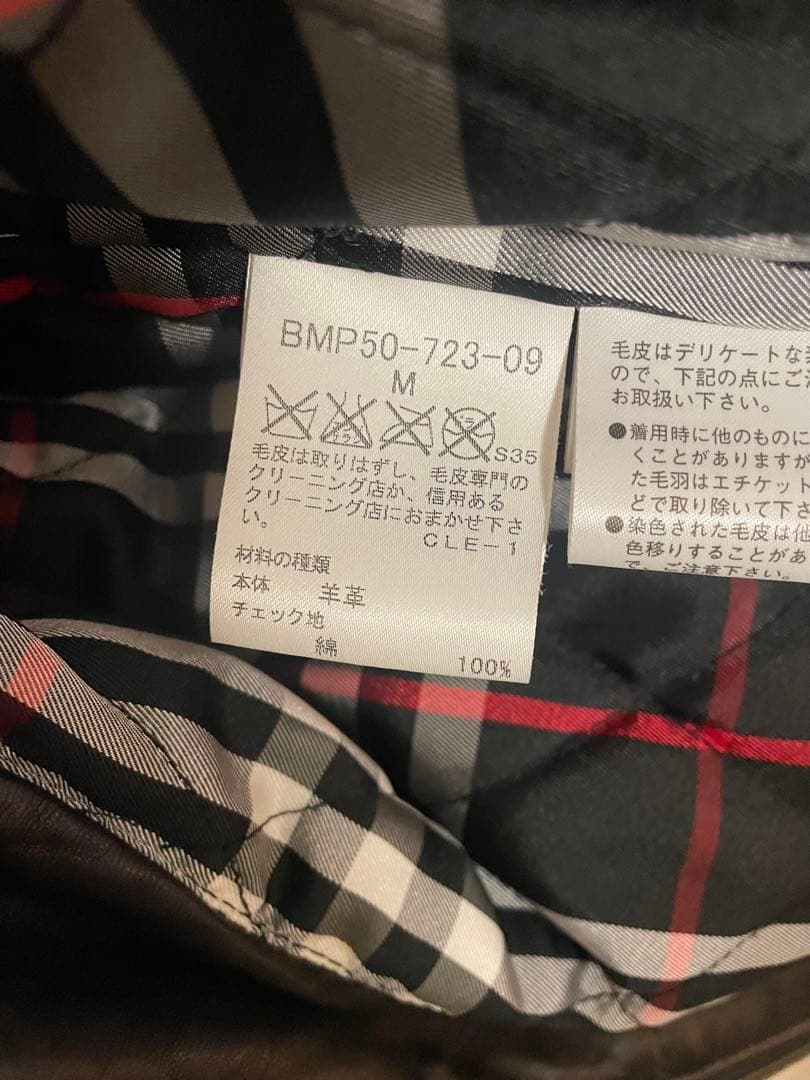 BMP50-723-09
M
S35
毛皮は取りはずし、毛皮専門の
クリーニング店か、信用ある
クリーニング店におまかせ下さ
い。
CLE-1
材料の種類
本体 羊革
チェック地
綿 100%
毛皮はデリケートな
ので、下記の点にご
お取扱い下さい。
●着用時に他のものに
くことがありますが
た毛羽はエチケット
どで取り除いて下さ
●染色された毛皮は他
色移りすることがあ
で、ご注意下さい。